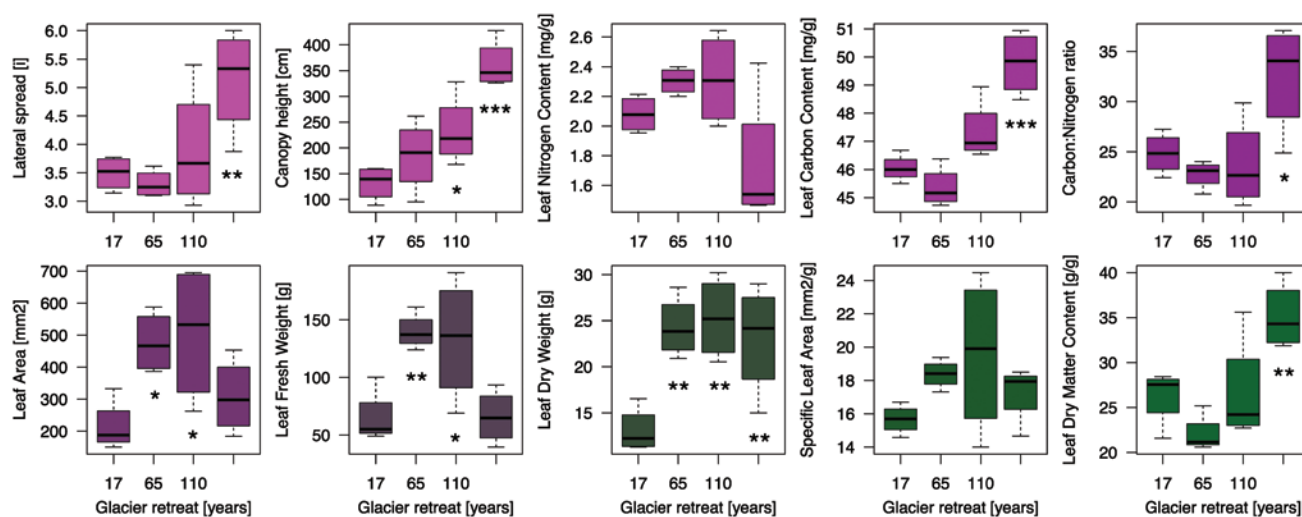 Lateral spread [i]
6.0
5.5
5.0
4.5
4.0
3.5
3.0
17 65 110
Canopy height [cm]
400
350
300
250
200
150
100
*
***
17 65 110
Leaf Nitrogen Content [mg/g]
2.6
2.4
2.2
2.0
1.8
1.6
17 65 110
Leaf Carbon Content [mg/g]
51
50
49
48
47
46
45
***
17 65 110
Carbon:Nitrogen ratio
35
30
25
20
*
17 65 110
**
Leaf Area [mm2]
700
600
500
400
300
200
*
*
17 65 110
Glacier retreat [years]
Leaf Fresh Weight [g]
150
100
50
**
*
17 65 110
Glacier retreat [years]
Leaf Dry Weight [g]
30
25
20
15
**
**
**
17 65 110
Glacier retreat [years]
Specific Leaf Area [mm2/g]
24
22
20
18
16
14
17 65 110
Glacier retreat [years]
Leaf Dry Matter Content [g/g]
40
35
30
25
20
**
17 65 110
Glacier retreat [years]